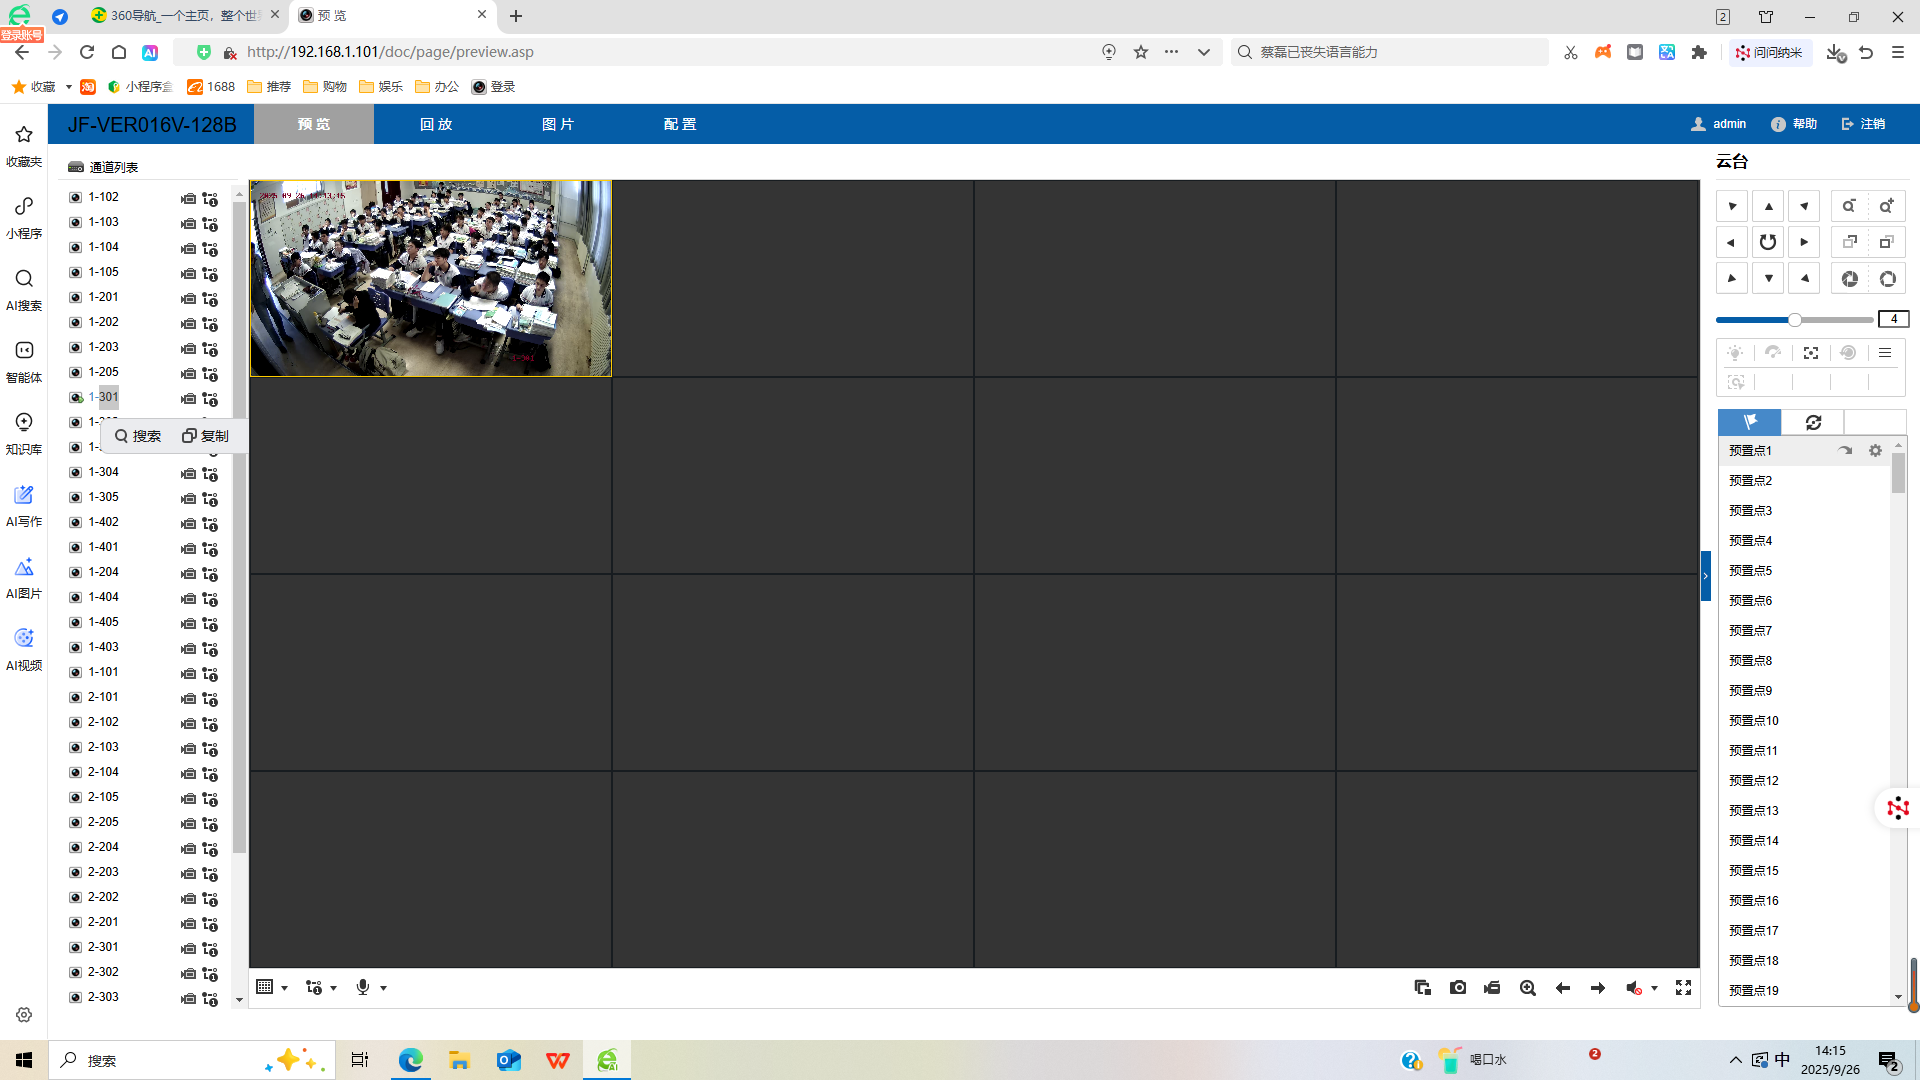 360导航_一个主页，整个世
预 览
2
登录账号
http://192.168.1.101/doc/page/preview.asp
蔡磊已丧失语言能力
问问纳米
收藏
小程序盒
1688
推荐
购物
娱乐
办公
登录
JF-VER016V-128B
预 览
回 放
图 片
配 置
admin
帮助
注销
收藏夹
小程序
AI搜索
智能体
知识库
AI写作
AI图片
AI视频
通道列表
1-102
1-103
1-104
1-105
1-201
1-202
1-203
1-205
1-301
搜索
复制
1-304
1-305
1-402
1-401
1-204
1-404
1-405
1-403
1-101
2-101
2-102
2-103
2-104
2-105
2-205
2-204
2-203
2-202
2-201
2-301
2-302
2-303
1-301
云台
4
预置点1
预置点2
预置点3
预置点4
预置点5
预置点6
预置点7
预置点8
预置点9
预置点10
预置点11
预置点12
预置点13
预置点14
预置点15
预置点16
预置点17
预置点18
预置点19
搜索
喝口水
2
中
14:15
2025/9/26
2